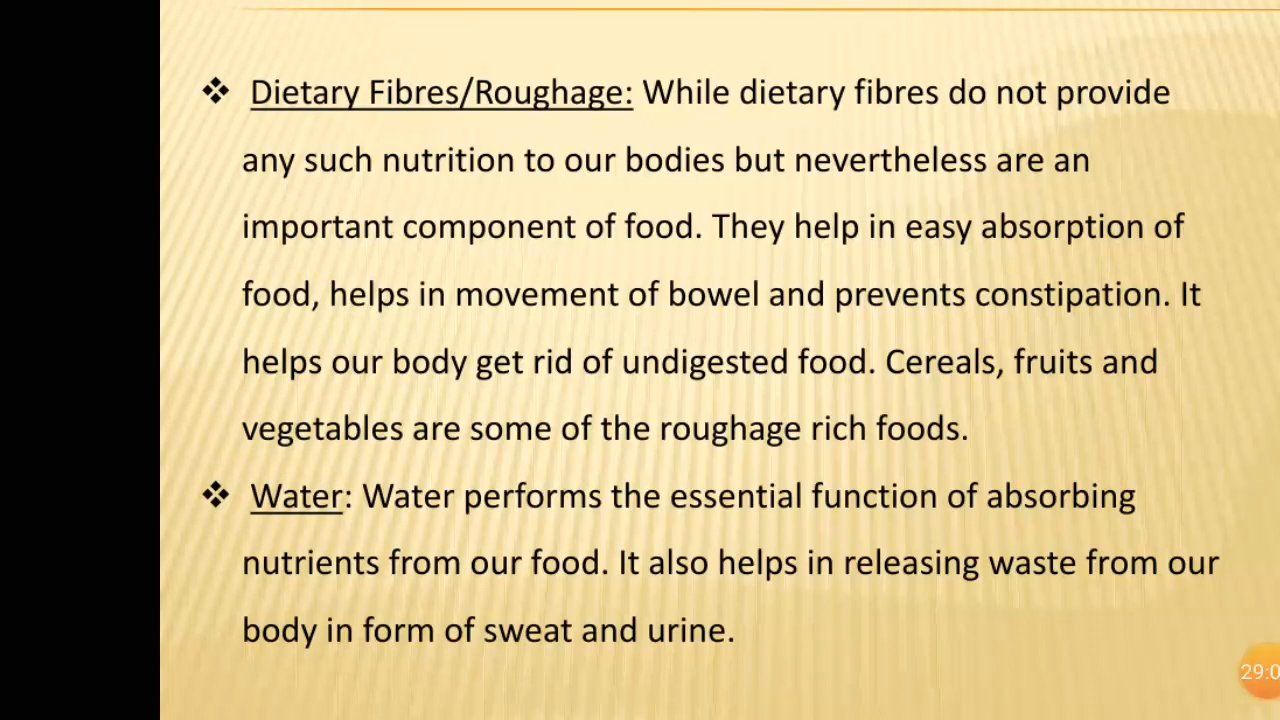 ❖ Dietary Fibres/Roughage: While dietary fibres do not provide
any such nutrition to our bodies but nevertheless are an
important component of food. They help in easy absorption of
food, helps in movement of bowel and prevents constipation. It
helps our body get rid of undigested food. Cereals, fruits and
vegetables are some of the roughage rich foods.
❖ Water: Water performs the essential function of absorbing
nutrients from our food. It also helps in releasing waste from our
body in form of sweat and urine.